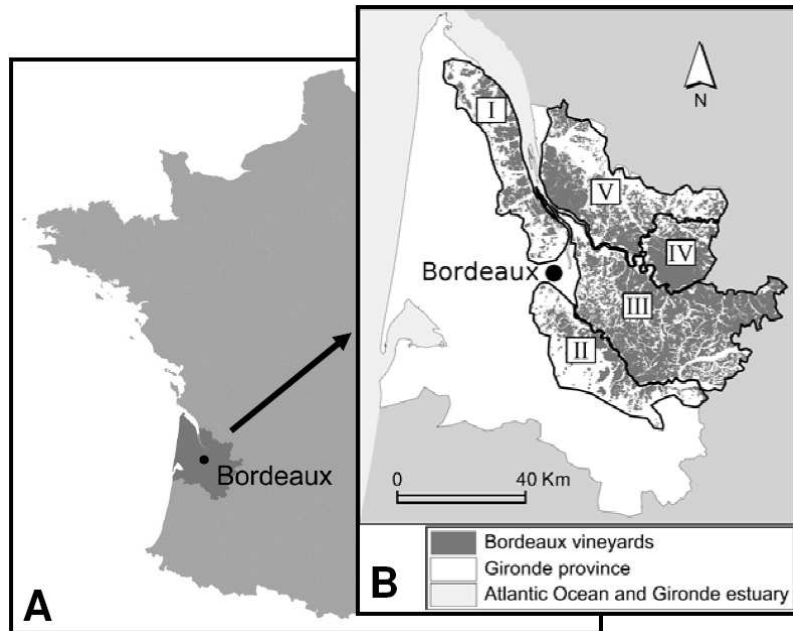 I
N
V
IV
Bordeaux
III
II
Bordeaux
0 40 Km
Bordeaux vineyards
Gironde province
Atlantic Ocean and Gironde estuary
A
B